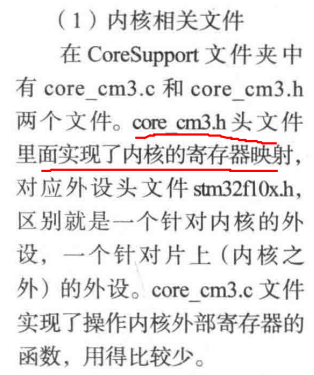 （1）内核相关文件
在 CoreSupport 文件夹中
有 core_cm3.c 和 core_cm3.h
两个文件。core_cm3.h 头文件
里面实现了内核的寄存器映射，
对应外设头文件 stm32f10x.h，
区别就是一个针对内核的外
设，一个针对片上（内核之
外）的外设。core_cm3.c 文件
实现了操作内核外部寄存器的
函数，用得比较少。